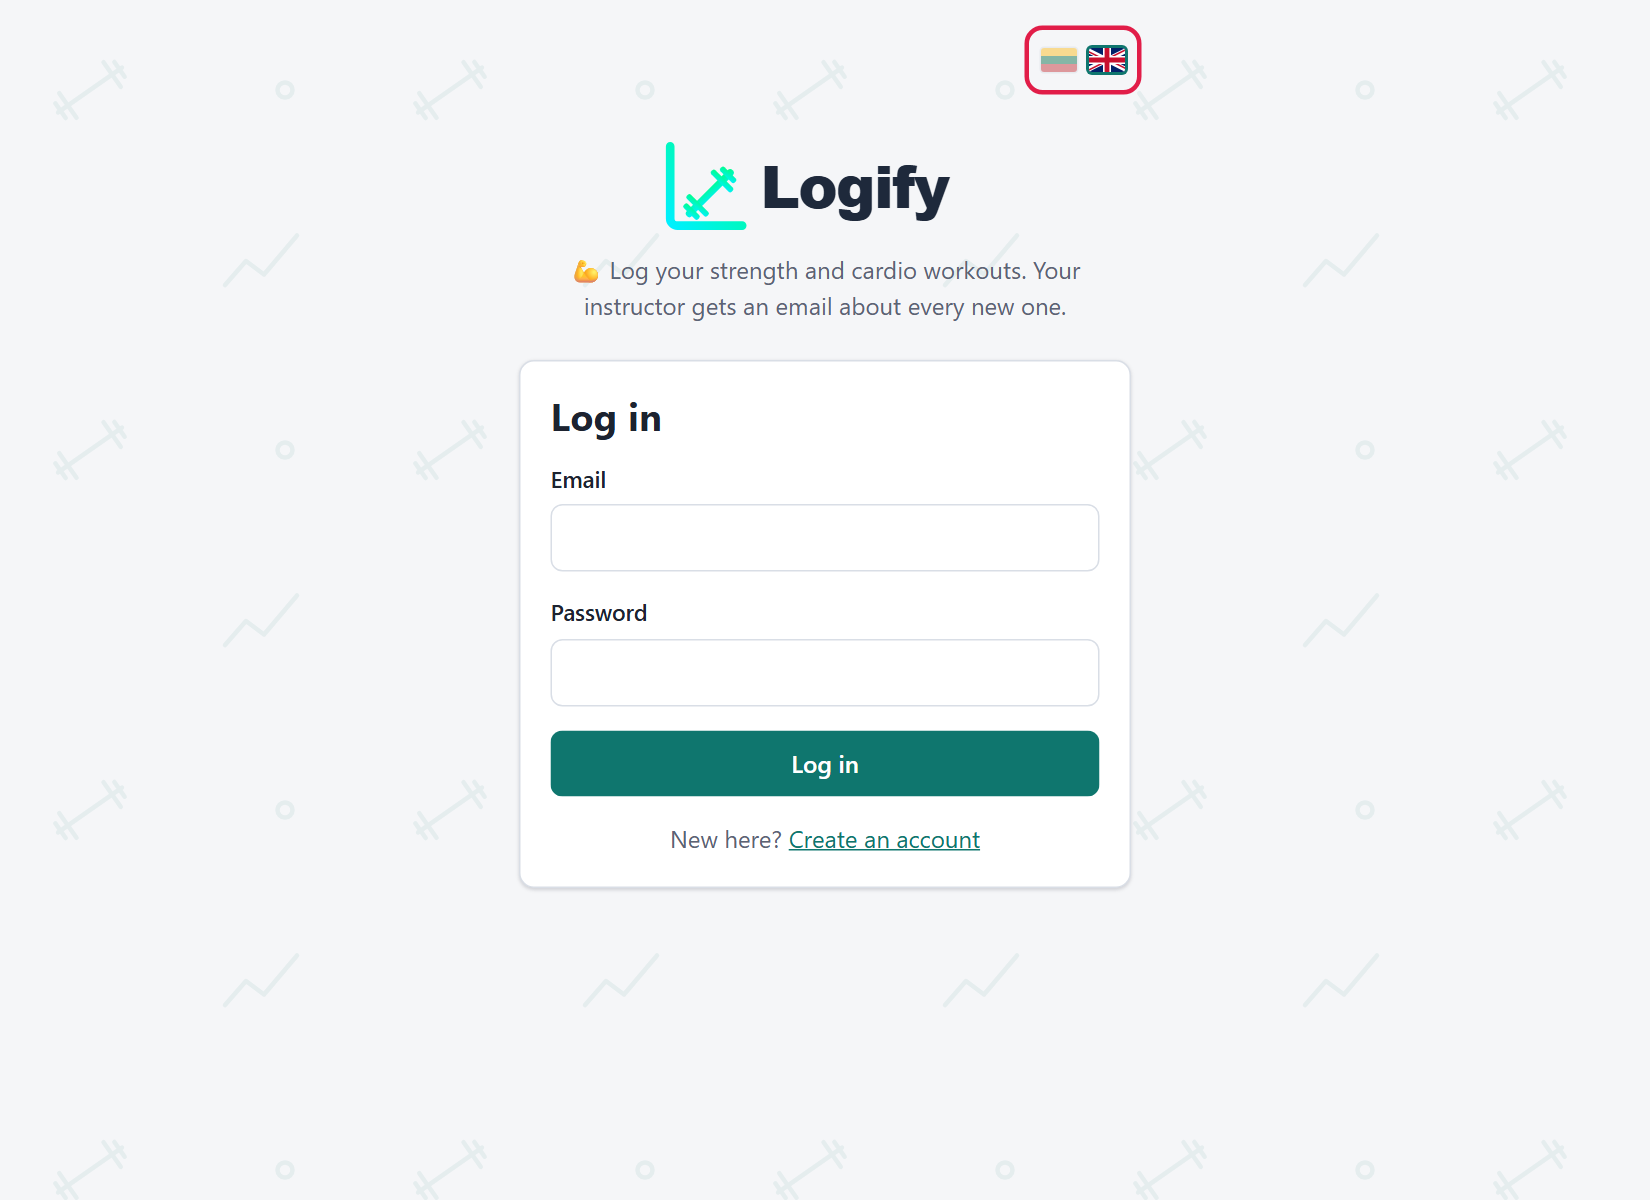 Logify
💪 Log your strength and cardio workouts. Your
instructor gets an email about every new one.
Log in
Email
Password
Log in
New here? Create an account